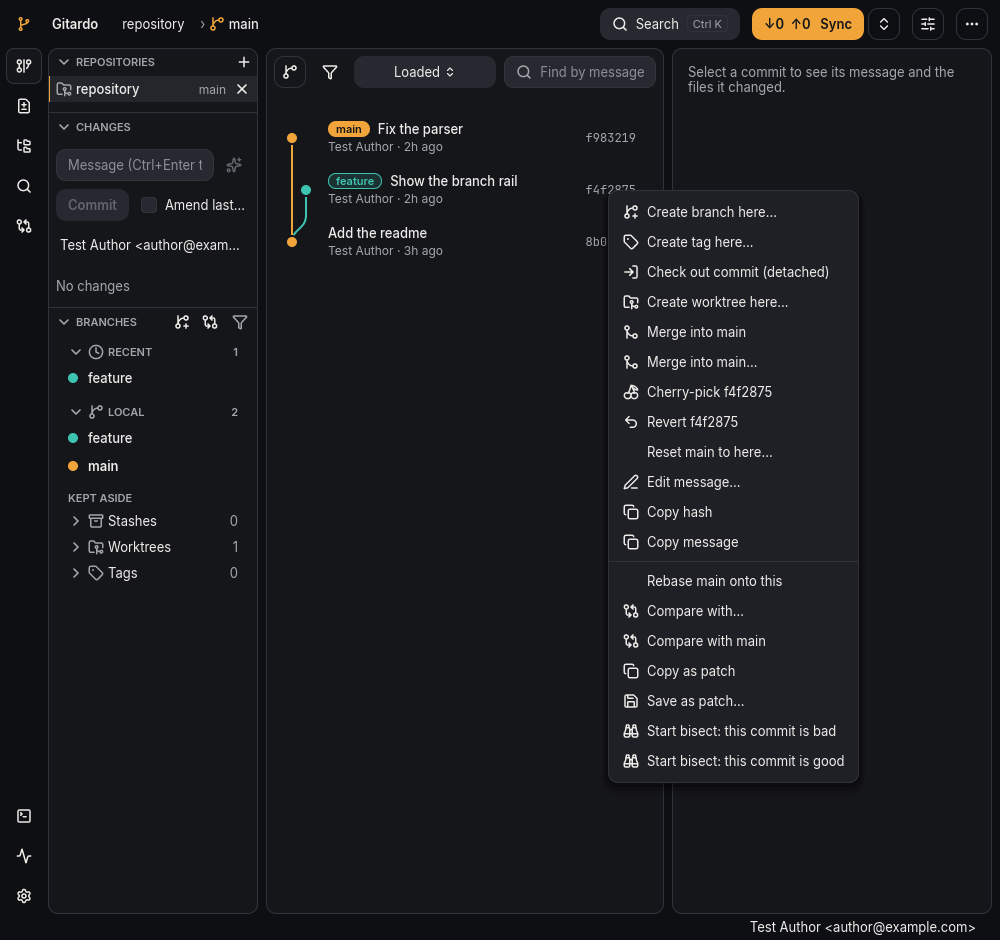 Gitardo repository › main Search Ctrl K ↓0 ↑0 Sync
REPOSITORIES
repository main
CHANGES
Message (Ctrl+Enter t
Commit Amend last...
Test Author <author@exam...
No changes
BRANCHES
RECENT 1
feature
LOCAL 2
feature
main
KEPT ASIDE
Stashes 0
Worktrees 1
Tags 0
Loaded Find by message
main Fix the parser f983219
Test Author · 2h ago
feature Show the branch rail f4f2875
Test Author · 2h ago
Add the readme 8b0
Test Author · 3h ago
Select a commit to see its message and the
files it changed.
Create branch here...
Create tag here...
Check out commit (detached)
Create worktree here...
Merge into main
Merge into main...
Cherry-pick f4f2875
Revert f4f2875
Reset main to here...
Edit message...
Copy hash
Copy message
Rebase main onto this
Compare with...
Compare with main
Copy as patch
Save as patch...
Start bisect: this commit is bad
Start bisect: this commit is good
Test Author <author@example.com>